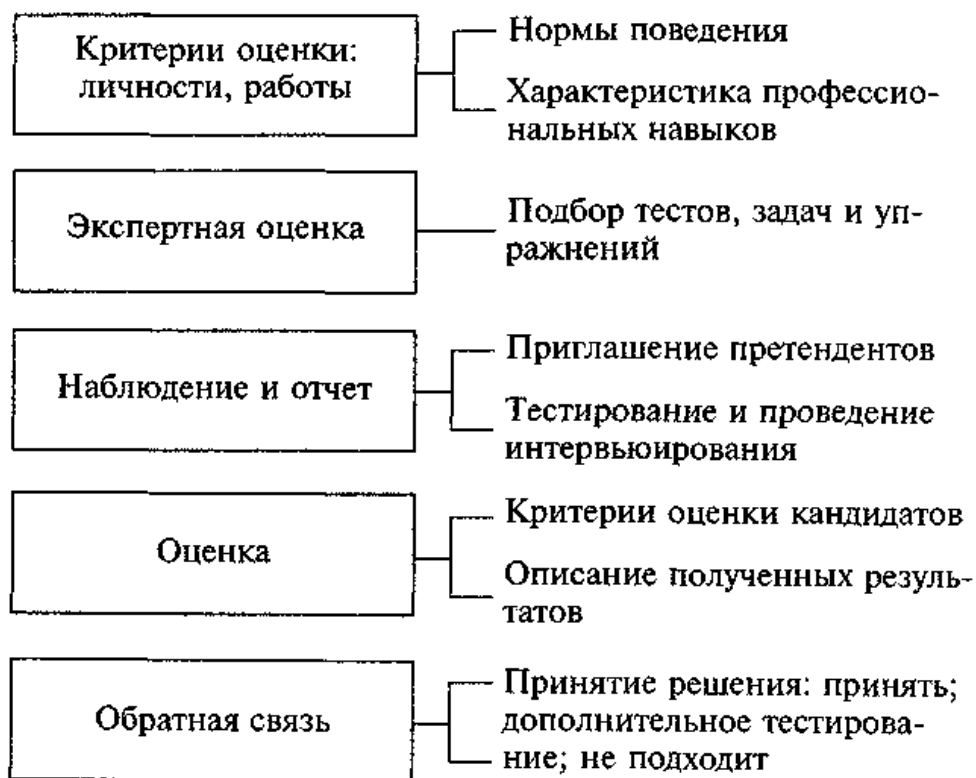 Критерии оценки:
личности, работы
Нормы поведения
Характеристика профессио-
нальных навыков
Экспертная оценка
Подбор тестов, задач и уп-
ражнений
Наблюдение и отчет
Приглашение претендентов
Тестирование и проведение
интервьюирования
Оценка
Критерии оценки кандидатов
Описание полученных резуль-
татов
Обратная связь
Принятие решения: принять;
дополнительное тестирова-
ние; не подходит